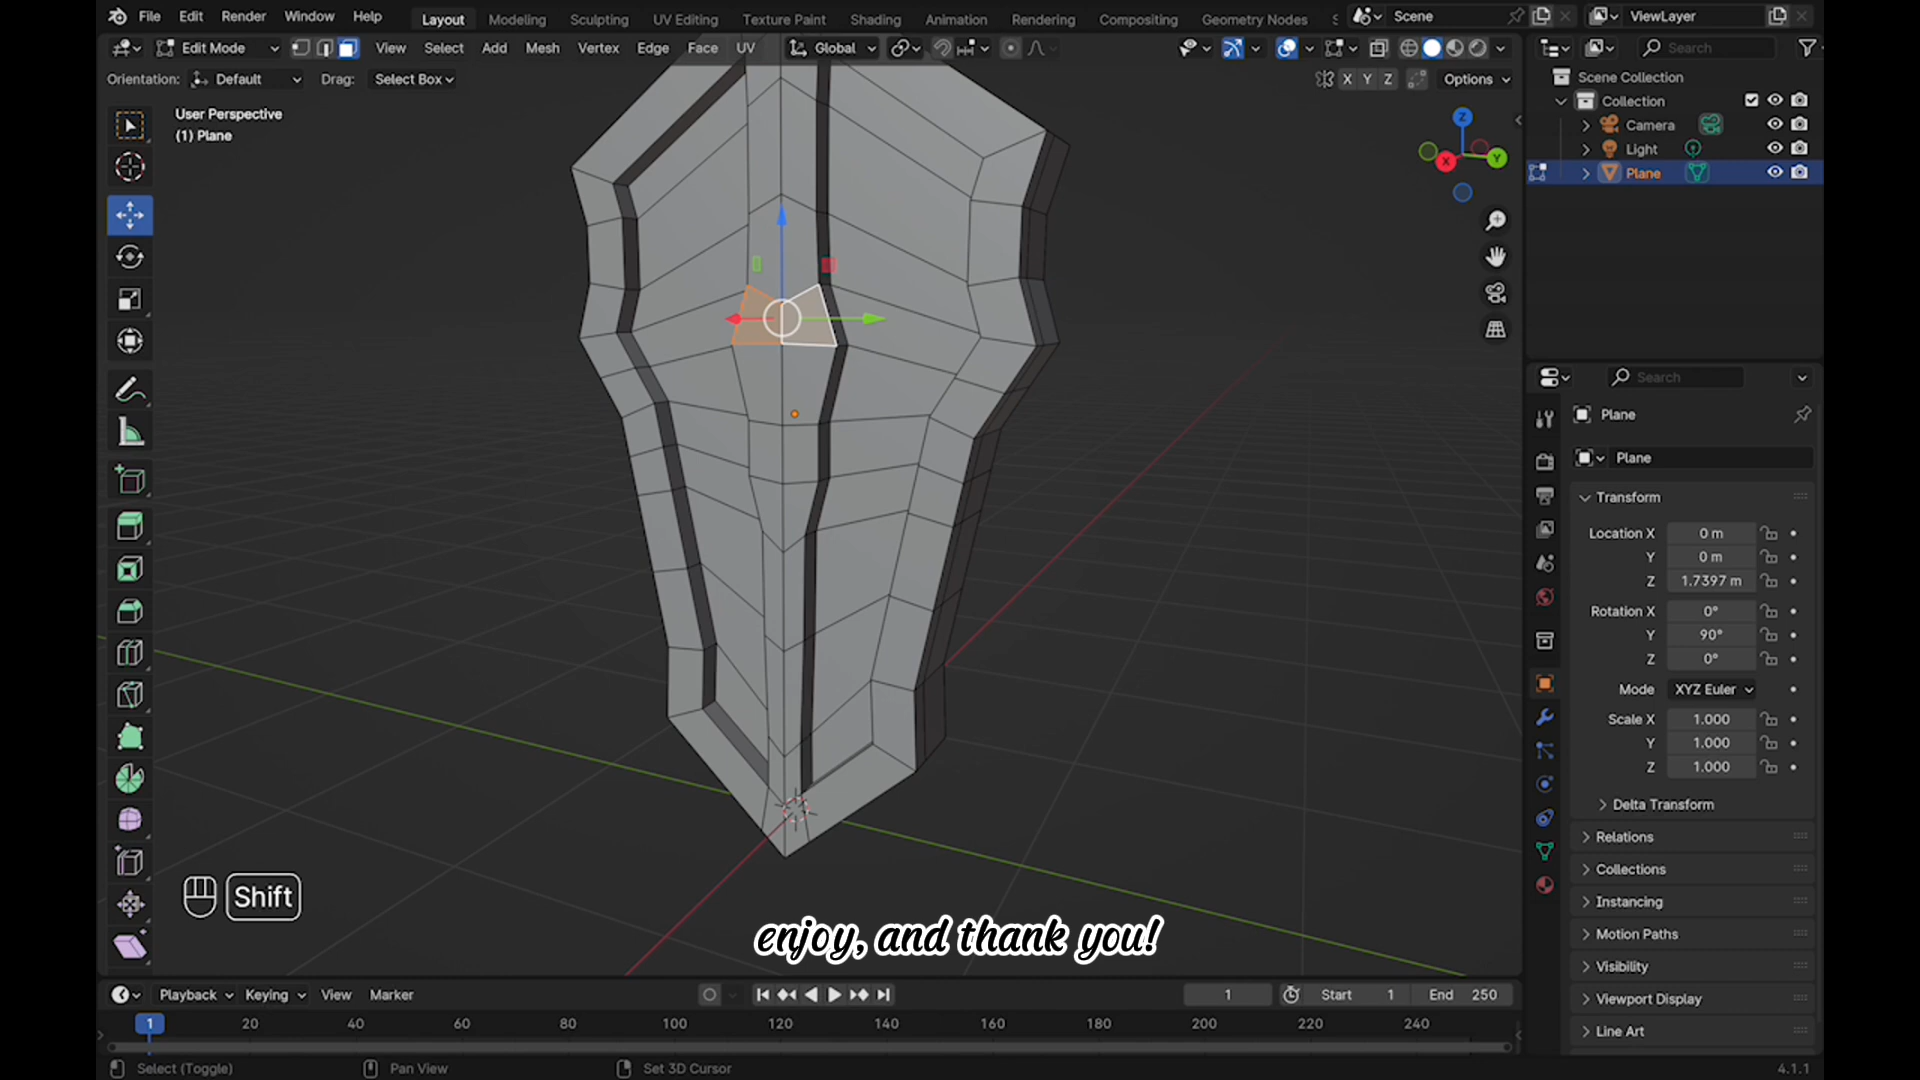 File Edit Render Window Help Layout Modeling Sculpting UV Editing Texture Paint Shading Animation Rendering Compositing Geometry Nodes Scene ViewLayer
Edit Mode View Select Add Mesh Vertex Edge Face UV Global Search
Orientation: Default Drag: Select Box X Y Z Options
Scene Collection
Collection
Camera
Light
Plane
User Perspective
(1) Plane
Z
X
Y
Search
Plane
Plane
Transform
Location X 0 m
Y 0 m
Z 1.7397 m
Rotation X 0°
Y 90°
Z 0°
Mode XYZ Euler
Scale X 1.000
Y 1.000
Z 1.000
Delta Transform
Relations
Collections
Instancing
Motion Paths
Visibility
Viewport Display
Line Art
Shift
enjoy, and thank you!
Playback Keying View Marker 1 Start 1 End 250
1 20 40 60 80 100 120 140 160 180 200 220 240
Select (Toggle) Pan View Set 3D Cursor 4.1.1